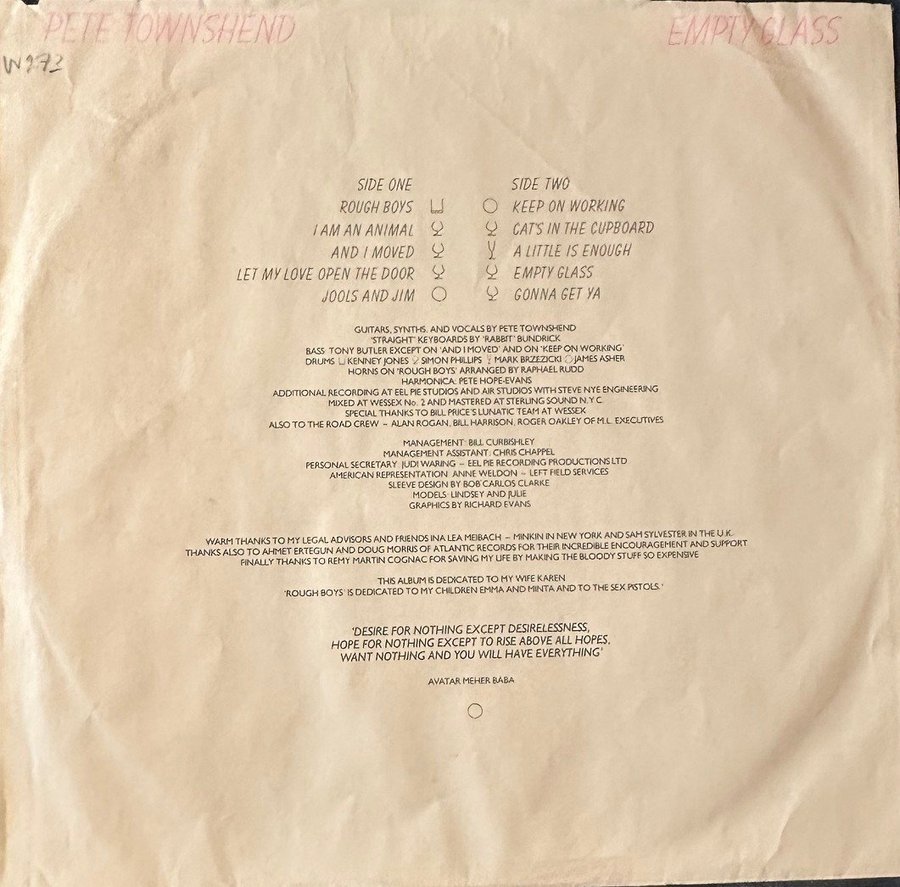 PETE TOWNSHEND EMPTY GLASS
W273
SIDE ONE SIDE TWO
ROUGH BOYS KEEP ON WORKING
I AM AN ANIMAL CAT'S IN THE CUPBOARD
AND I MOVED A LITTLE IS ENOUGH
LET MY LOVE OPEN THE DOOR EMPTY GLASS
JOOLS AND JIM GONNA GET YA
GUITARS, SYNTHS, AND VOCALS BY PETE TOWNSHEND
'STRAIGHT' KEYBOARDS BY 'RABBIT' BUNDRICK
BASS TONY BUTLER EXCEPT ON 'AND I MOVED' AND ON 'KEEP ON WORKING'
DRUMS KENNEY JONES SIMON PHILLIPS MARK BRZEZICKI JAMES ASHER
HORNS ON 'ROUGH BOYS' ARRANGED BY RAPHAEL RUDD
HARMONICA: PETE HOPE-EVANS
ADDITIONAL RECORDING AT EEL PIE STUDIOS AND AIR STUDIOS WITH STEVE NYE ENGINEERING
MIXED AT WESSEX No. 2 AND MASTERED AT STERLING SOUND N.Y.C
SPECIAL THANKS TO BILL PRICE'S LUNATIC TEAM AT WESSEX
ALSO TO THE ROAD CREW – ALAN ROGAN, BILL HARRISON, ROGER OAKLEY OF M.L. EXECUTIVES
MANAGEMENT: BILL CURBISHLEY
MANAGEMENT ASSISTANT: CHRIS CHAPPEL
PERSONAL SECRETARY: JUDI WARING – EEL PIE RECORDING PRODUCTIONS LTD
AMERICAN REPRESENTATION: ANNE WELDON – LEFT FIELD SERVICES
SLEEVE DESIGN BY BOB CARLOS CLARKE
MODELS: LINDSEY AND JULIE
GRAPHICS BY RICHARD EVANS
WARM THANKS TO MY LEGAL ADVISORS AND FRIENDS INA LEA MEIBACH – MINKIN IN NEW YORK AND SAM SYLVESTER IN THE U.K.
THANKS ALSO TO AHMET ERTEGUN AND DOUG MORRIS OF ATLANTIC RECORDS FOR THEIR INCREDIBLE ENCOURAGEMENT AND SUPPORT
FINALLY THANKS TO REMY MARTIN COGNAC FOR SAVING MY LIFE BY MAKING THE BLOODY STUFF SO EXPENSIVE
THIS ALBUM IS DEDICATED TO MY WIFE KAREN
'ROUGH BOYS' IS DEDICATED TO MY CHILDREN EMMA AND MINTA AND TO THE SEX PISTOLS.'
'DESIRE FOR NOTHING EXCEPT DESIRELESSNESS,
HOPE FOR NOTHING EXCEPT TO RISE ABOVE ALL HOPES,
WANT NOTHING AND YOU WILL HAVE EVERYTHING'
AVATAR MEHER BABA